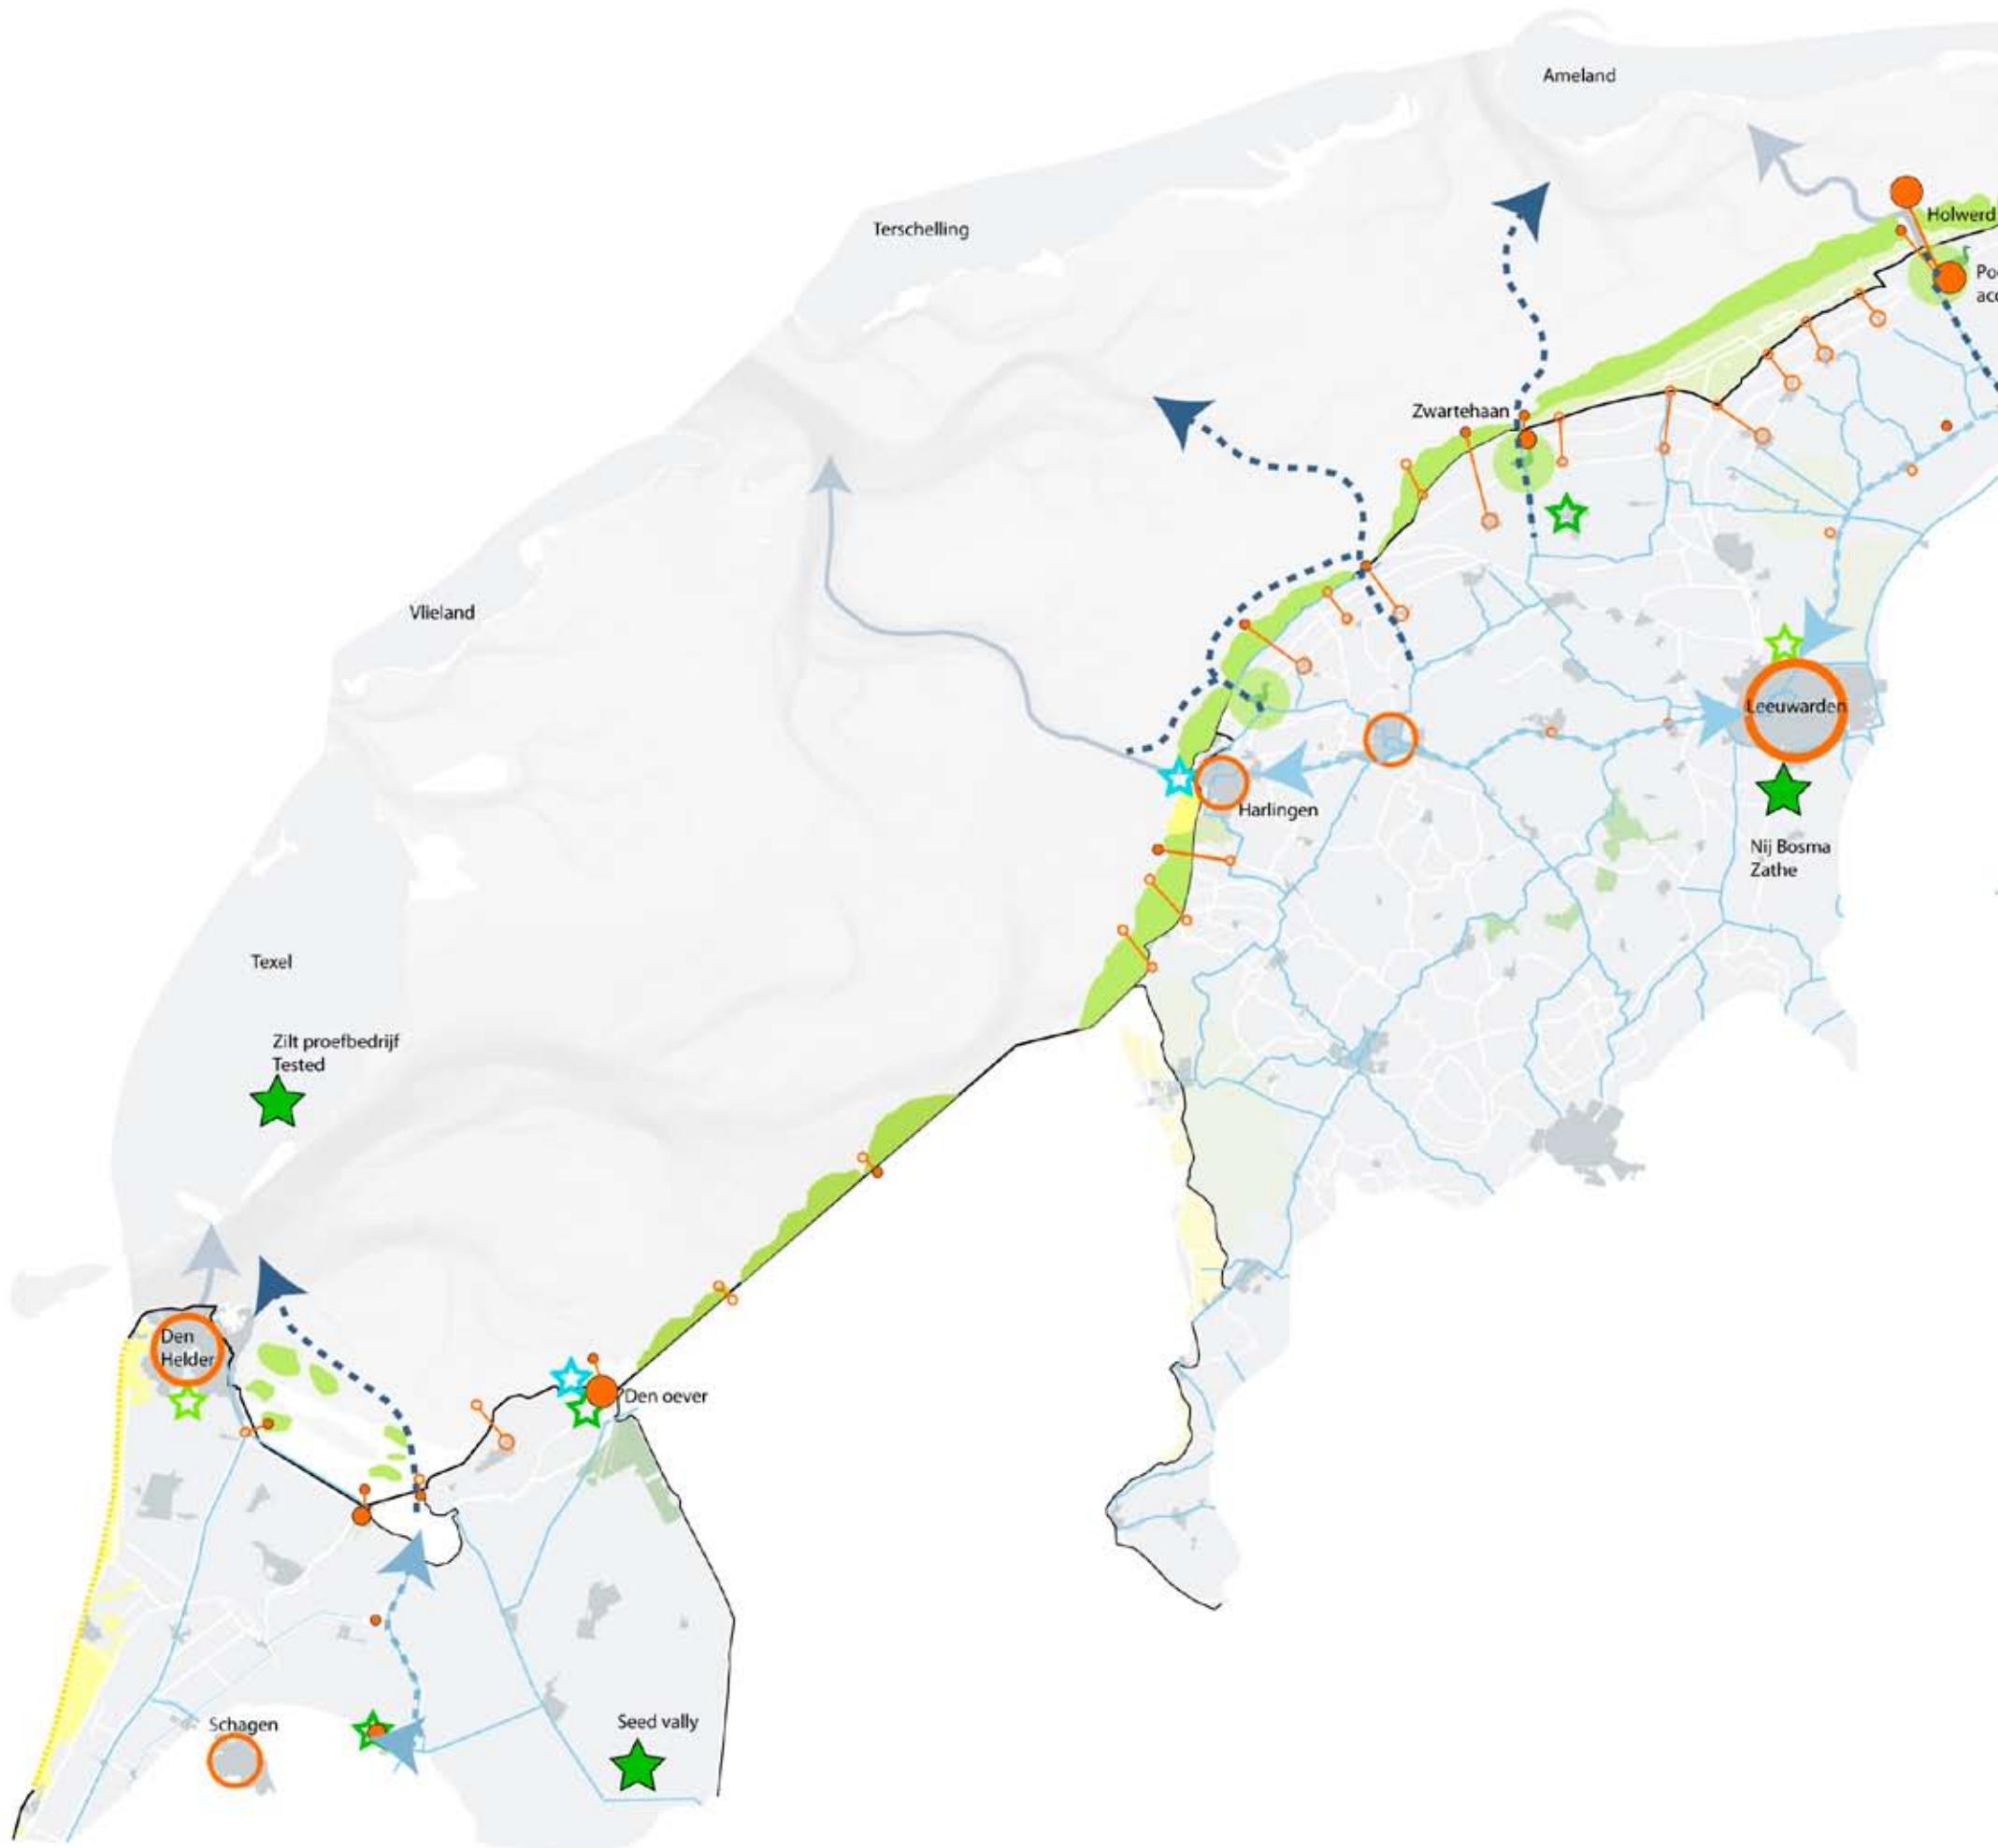 Ameland
Holwerd
Terschelling
Zwartehaan
Vlieland
Leeuwarden
Harlingen
Nij Bosma
Zathe
Texel
Zilt proefbedrijf
Tested
Den
Helder
Den oever
Schagen
Seed vally